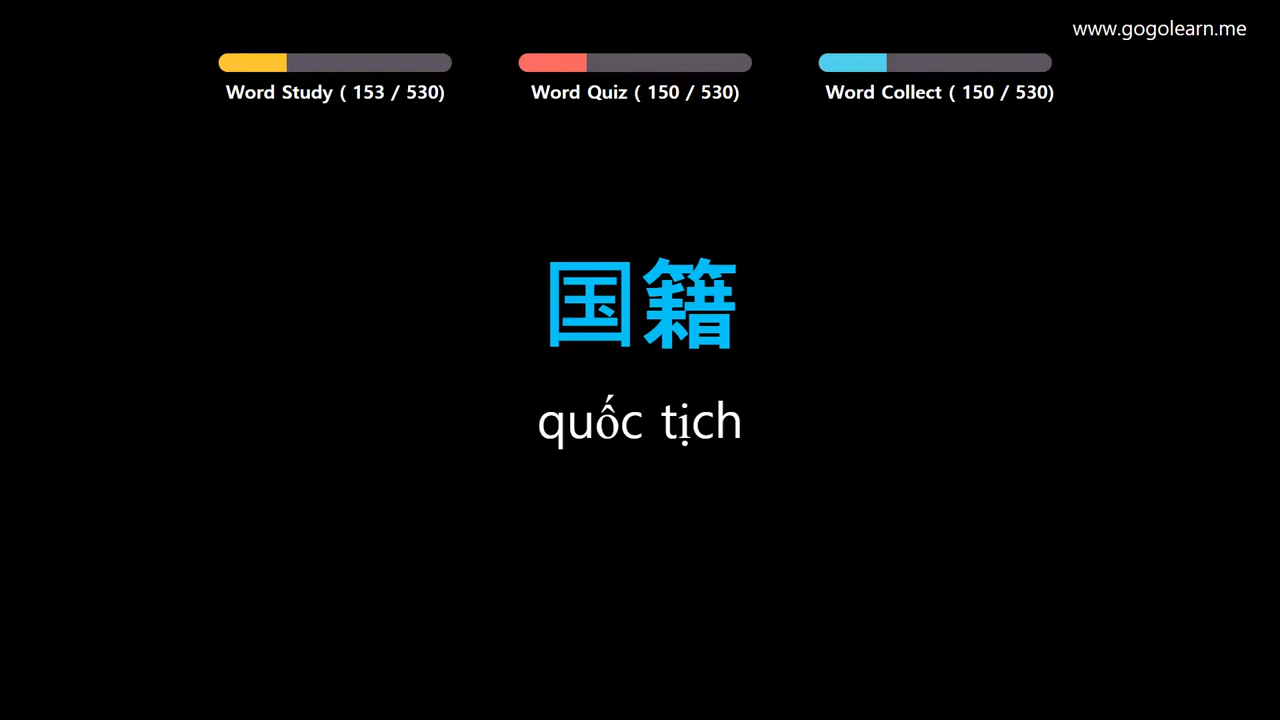 www.gogolearn.me
Word Study ( 153 / 530)
Word Quiz ( 150 / 530)
Word Collect ( 150 / 530)
国籍
quốc tịch